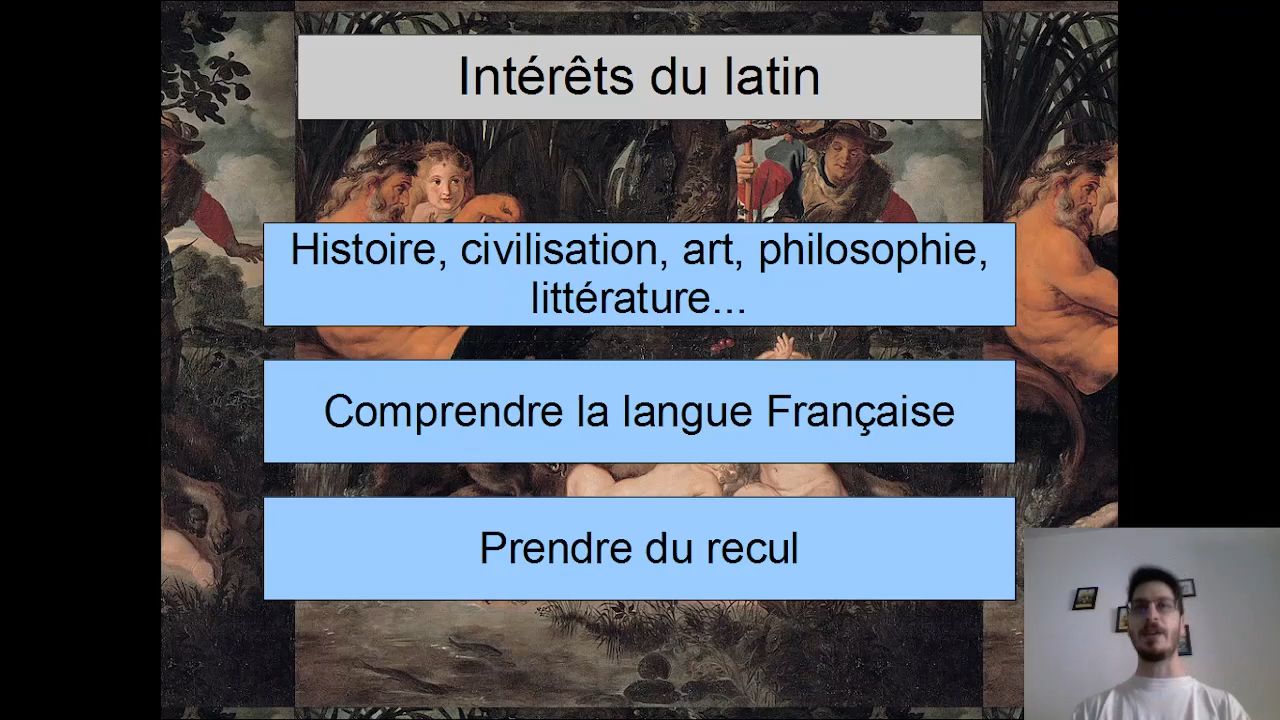 Intérêts du latin
Histoire, civilisation, art, philosophie,
littérature...
Comprendre la langue Française
Prendre du recul